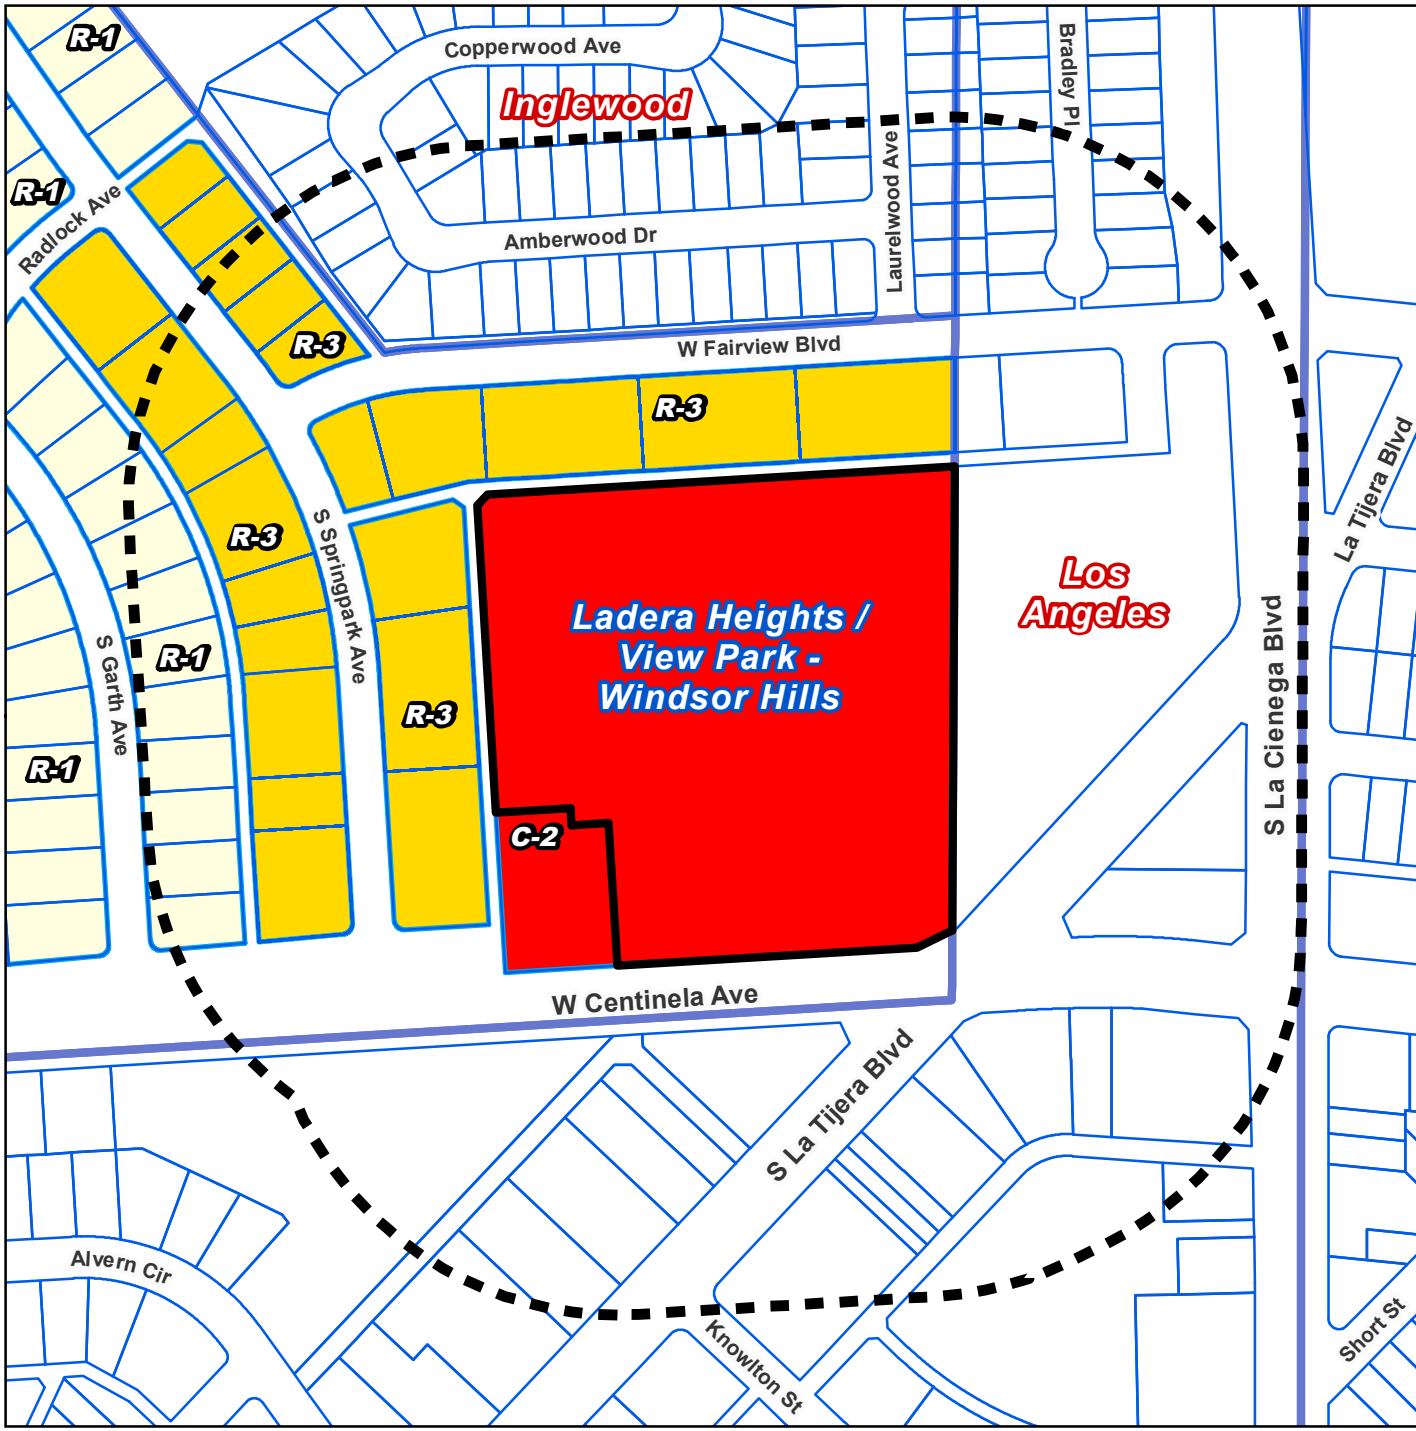 R-1
Copperwood Ave
Bradley Pl
Inglewood
R-1
Radlock Ave
Laurelwood Ave
Amberwood Dr
R-3
W Fairview Blvd
R-3
La Tijera Blvd
R-3
S Springpark Ave
Los
Angeles
Ladera Heights /
View Park -
Windsor Hills
S Garth Ave
R-1
R-3
S La Cienega Blvd
R-1
C-2
W Centinela Ave
S La Tijera Blvd
Alvern Cir
Knowlton St
Short St